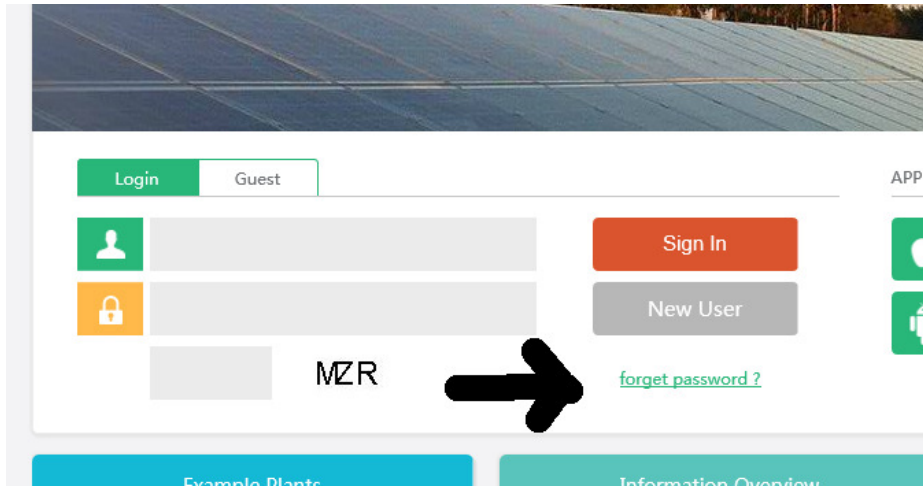 Login Guest
APP
Sign In
New User
MZR
forget password ?
Example Plants
Information Overview